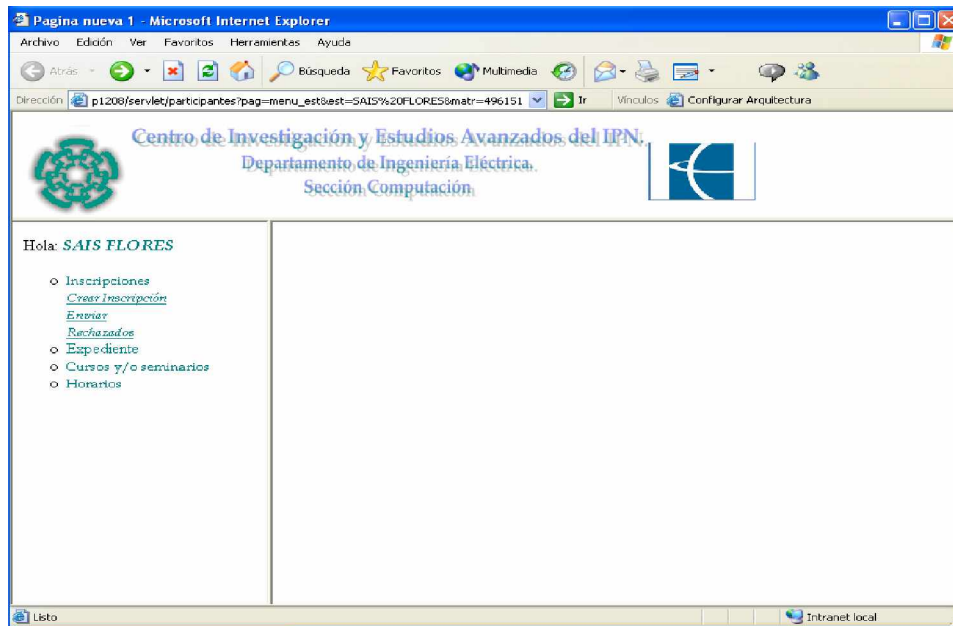 Pagina nueva 1 - Microsoft Internet Explorer
Archivo Edición Ver Favoritos Herramientas Ayuda
Atrás Búsqueda Favoritos Multimedia
Dirección p1208/servlet/participantes?pag=menu_est&est=SAIS%20FLORES&matr=496151 Ir Vínculos Configurar Arquitectura
Centro de Investigación y Estudios Avanzados del IPN.
Departamento de Ingeniería Eléctrica.
Sección Computación
Hola: SAIS FLORES
Inscripciones
Crear Inscripción
Enviar
Rechazados
Expediente
Cursos y/o seminarios
Horarios
Listo Intranet local